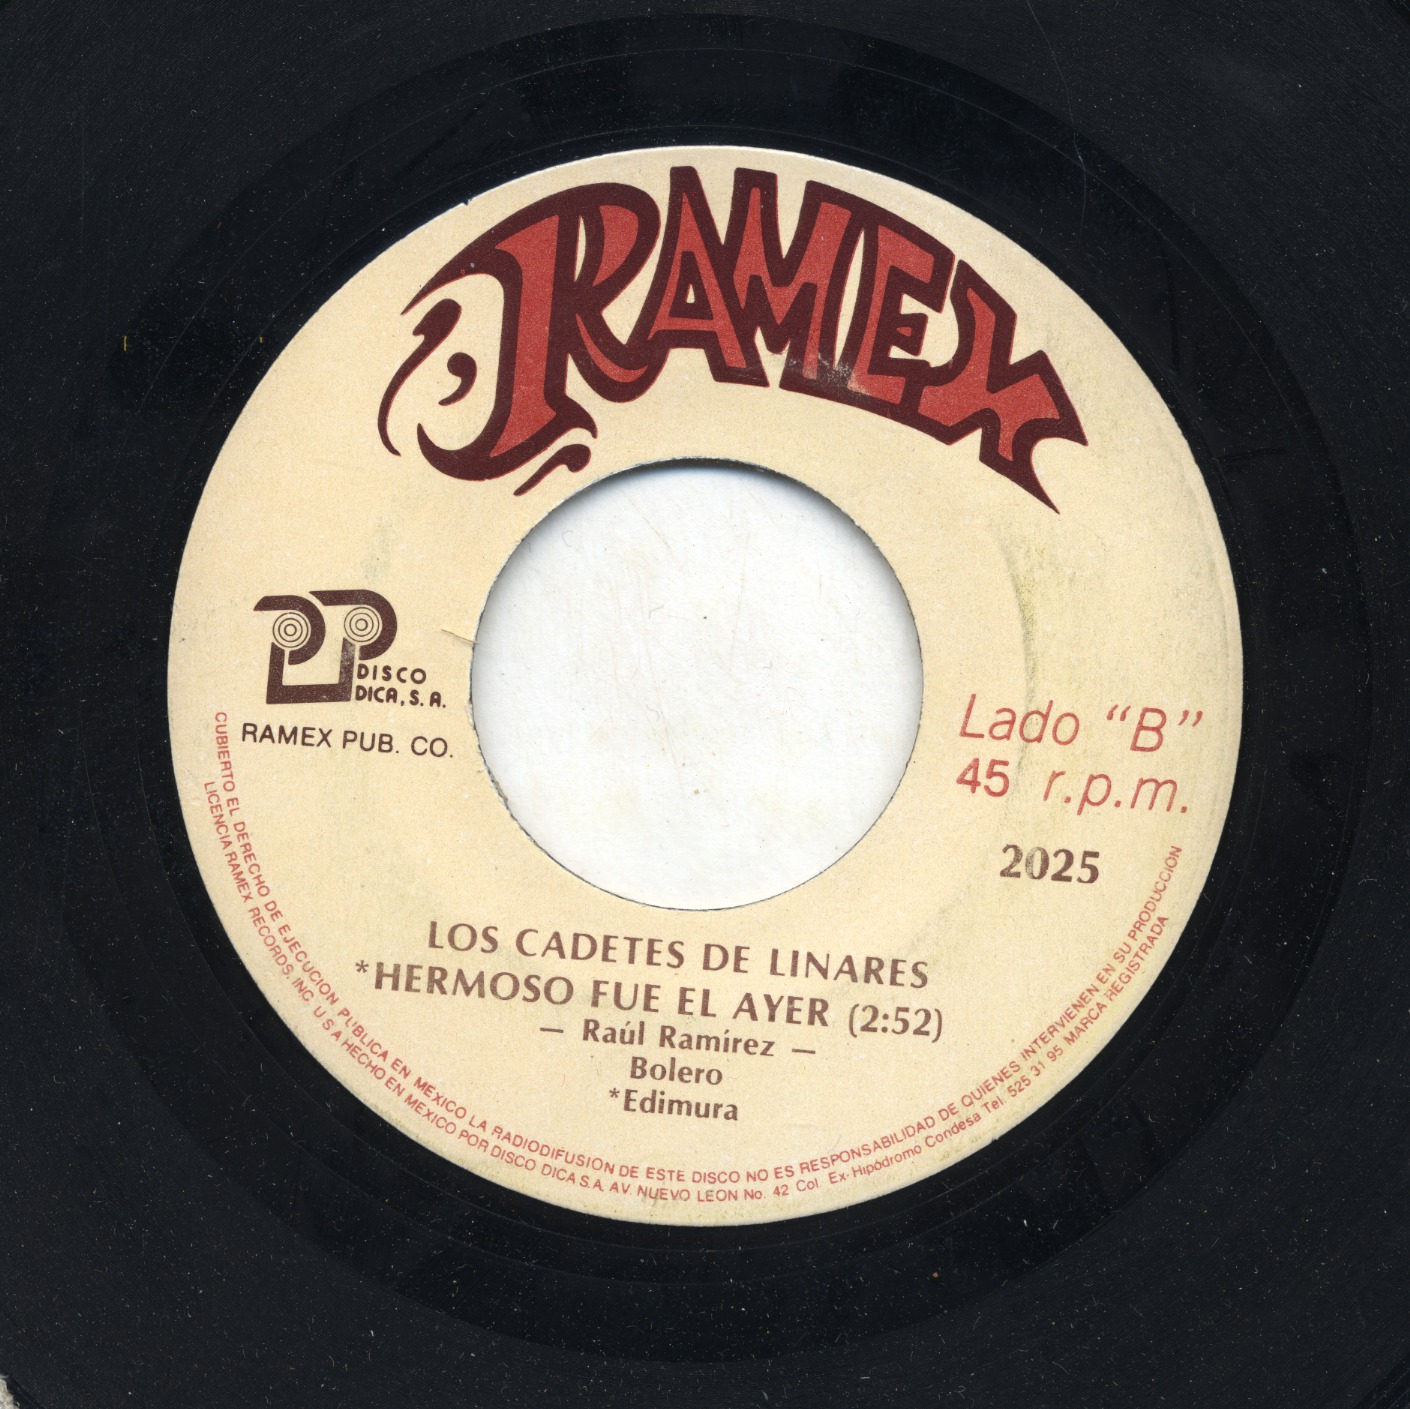 RAMEX
DISCO
DICA, S. A.
RAMEX PUB. CO.
Lado "B"
45 r.p.m.
2025
LOS CADETES DE LINARES
*HERMOSO FUE EL AYER (2:52)
— Raúl Ramírez —
Bolero
*Edimura
CUBIERTO EL DERECHO DE EJECUCION PUBLICA EN MEXICO LA RADIODIFUSION DE ESTE DISCO NO ES RESPONSABILIDAD DE QUIENES INTERVIENEN EN SU PRODUCCION
LICENCIA RAMEX RECORDS, INC. U S A HECHO EN MEXICO POR DISCO DICA S.A. AV. NUEVO LEON No. 42 Col. Ex-Hipódromo Condesa Tel. 525 31 95 MARCA REGISTRADA